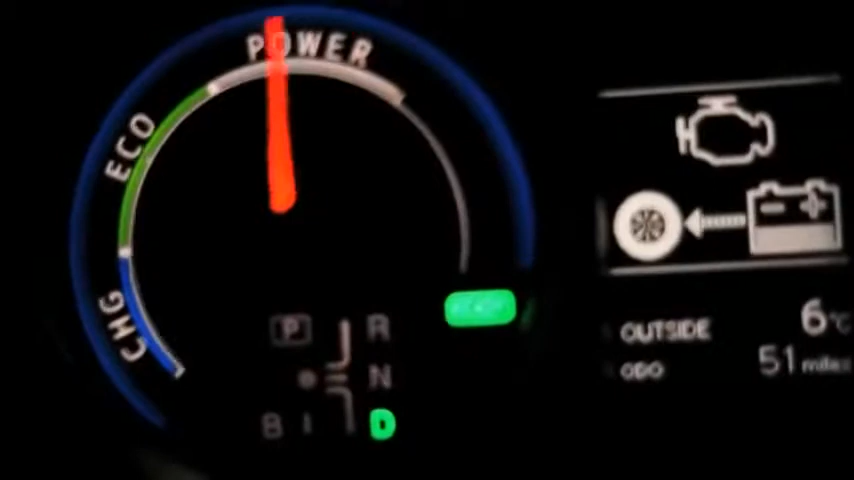 POWER
ECO
CHG
P R
N
B D
- +
OUTSIDE 6°C
ODO 51 miles